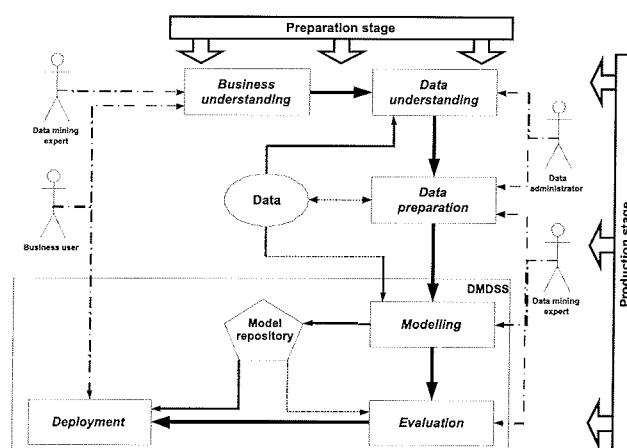 Preparation stage
Business
understanding
Data
understanding
Data mining
expert
Data
administrator
Data
Data
preparation
Business user
Production stage
DMDSS
Data mining
expert
Model
repository
Modelling
Deployment
Evaluation